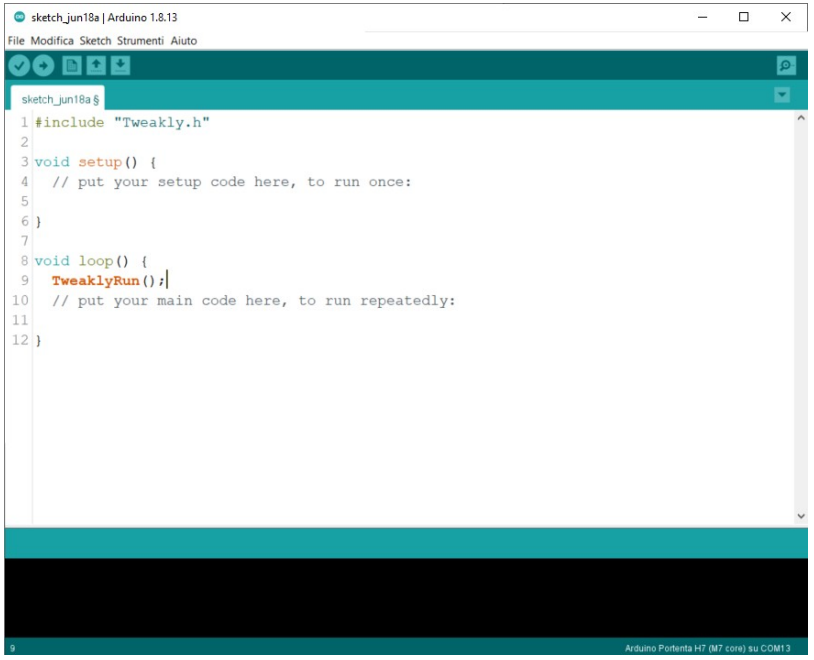 sketch_jun18a | Arduino 1.8.13
File Modifica Sketch Strumenti Aiuto
sketch_jun18a §
1 #include "Tweakly.h"
2
3 void setup() {
4   // put your setup code here, to run once:
5
6 }
7
8 void loop() {
9   TweaklyRun();
10   // put your main code here, to run repeatedly:
11
12 }
9 Arduino Portenta H7 (M7 core) su COM13